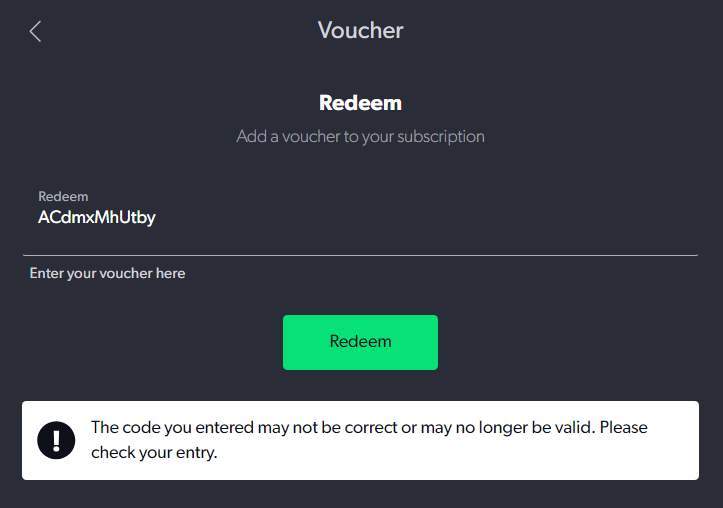 Voucher
Redeem
Add a voucher to your subscription
Redeem
ACdmxMhUtby
Enter your voucher here
Redeem
The code you entered may not be correct or may no longer be valid. Please
check your entry.